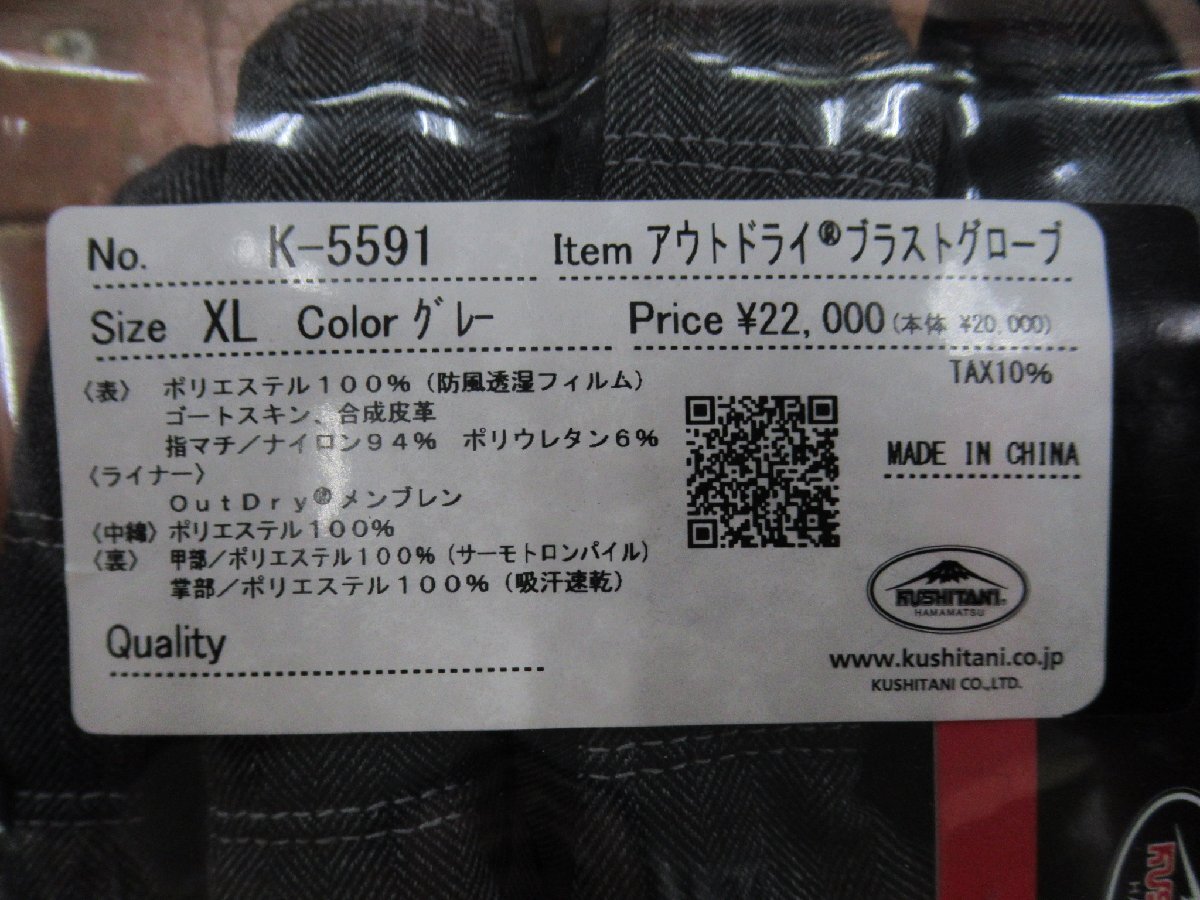 No. K-5591 Item アウトドライ®ブラストグローブ
Size XL Color グレー Price ¥22,000(本体 ¥20,000)
TAX10%
〈表〉 ポリエステル100%(防風透湿フィルム)
ゴートスキン、合成皮革
指マチ/ナイロン94% ポリウレタン6%
〈ライナー〉
OutDry®メンブレン
〈中綿〉ポリエステル100%
〈裏〉 甲部/ポリエステル100%(サーモトロンパイル)
掌部/ポリエステル100%(吸汗速乾)
Quality
MADE IN CHINA
KUSHITANI®
HAMAMATSU
www.kushitani.co.jp
KUSHITANI CO.,LTD.